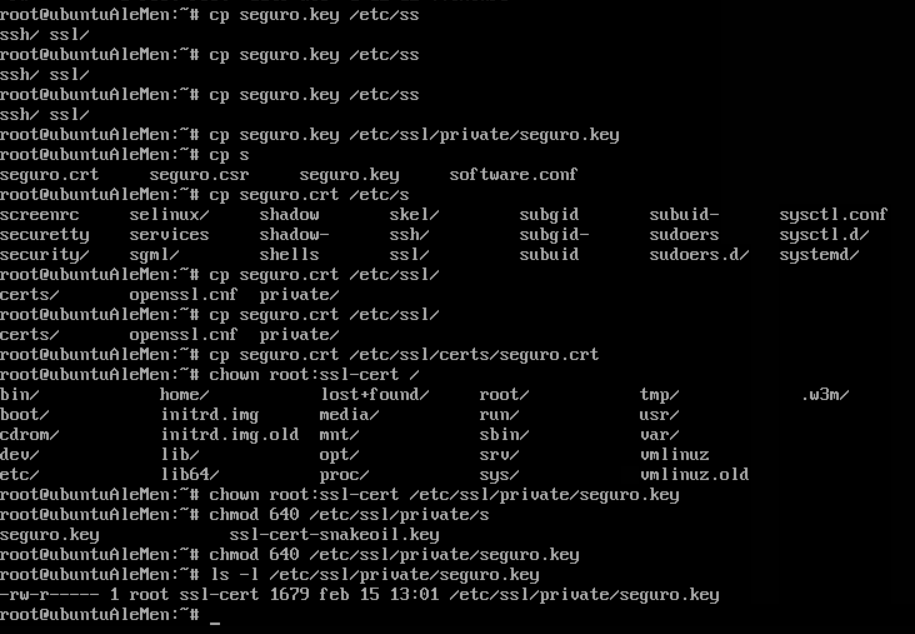 root@ubuntuAleMen:~# cp seguro.key /etc/ss
ssh/ ssl/
root@ubuntuAleMen:~# cp seguro.key /etc/ss
ssh/ ssl/
root@ubuntuAleMen:~# cp seguro.key /etc/ss
ssh/ ssl/
root@ubuntuAleMen:~# cp seguro.key /etc/ssl/private/seguro.key
root@ubuntuAleMen:~# cp s
seguro.crt     seguro.csr     seguro.key     software.conf
root@ubuntuAleMen:~# cp seguro.crt /etc/s
screenrc     selinux/     shadow       skel/        subgid       subuid-      sysctl.conf
securetty    services     shadow-      ssh/         subgid-      sudoers      sysctl.d/
security/    sgml/        shells       ssl/         subuid       sudoers.d/   systemd/
root@ubuntuAleMen:~# cp seguro.crt /etc/ssl/
certs/       openssl.cnf  private/
root@ubuntuAleMen:~# cp seguro.crt /etc/ssl/
certs/       openssl.cnf  private/
root@ubuntuAleMen:~# cp seguro.crt /etc/ssl/certs/seguro.crt
root@ubuntuAleMen:~# chown root:ssl-cert /
bin/            home/           lost+found/     root/           tmp/            .w3m/
boot/           initrd.img      media/          run/            usr/
cdrom/          initrd.img.old  mnt/            sbin/           var/
dev/            lib/            opt/            srv/            vmlinuz
etc/            lib64/          proc/           sys/            vmlinuz.old
root@ubuntuAleMen:~# chown root:ssl-cert /etc/ssl/private/seguro.key
root@ubuntuAleMen:~# chmod 640 /etc/ssl/private/s
seguro.key             ssl-cert-snakeoil.key
root@ubuntuAleMen:~# chmod 640 /etc/ssl/private/seguro.key
root@ubuntuAleMen:~# ls -l /etc/ssl/private/seguro.key
-rw-r----- 1 root ssl-cert 1679 feb 15 13:01 /etc/ssl/private/seguro.key
root@ubuntuAleMen:~# _